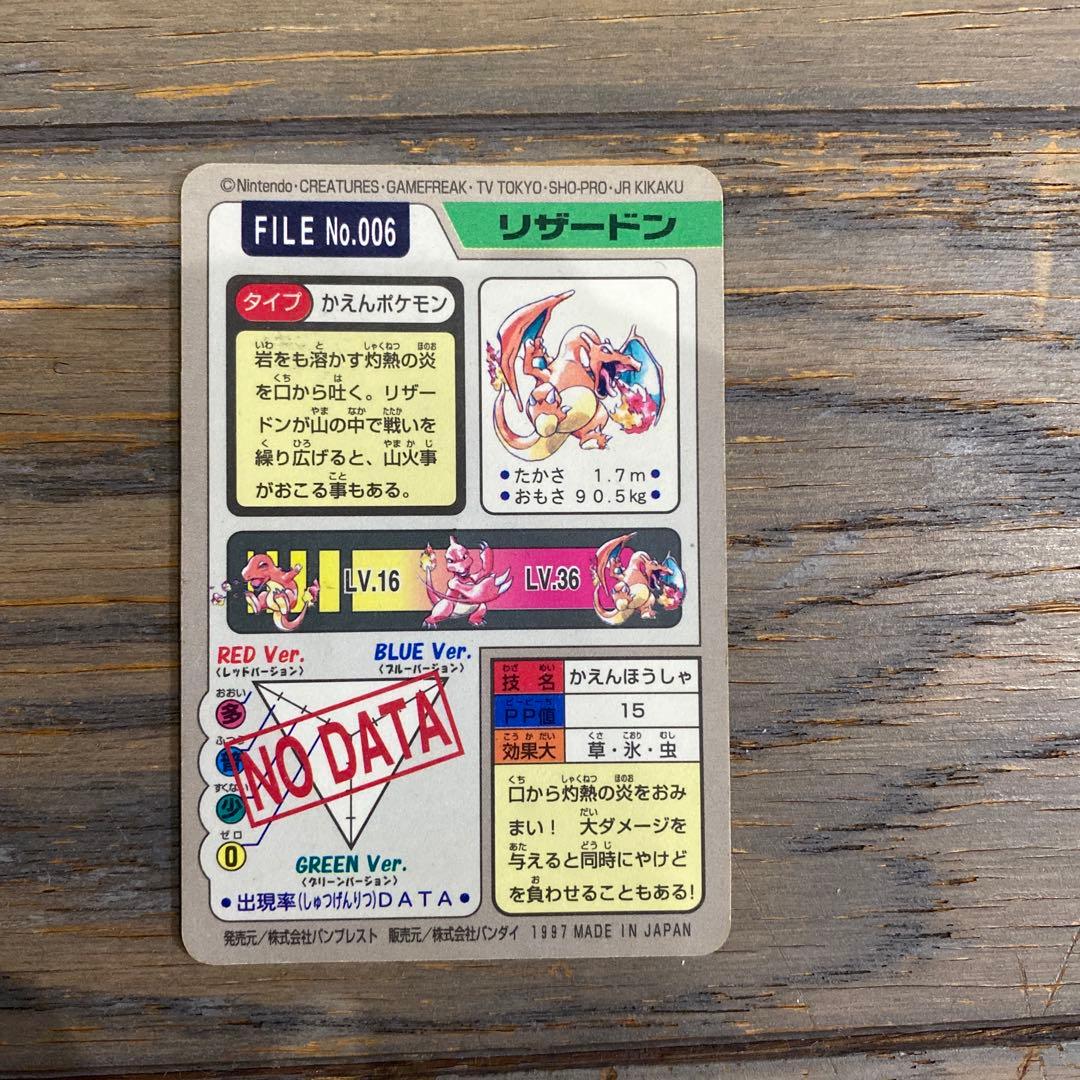 ©Nintendo・CREATURES・GAMEFREAK・TV TOKYO・SHO-PRO・JR KIKAKU
FILE No.006
リザードン
タイプ かえんポケモン
岩をも溶かす灼熱の炎
を口から吐く。リザー
ドンが山の中で戦いを
繰り広げると、山火事
がおこる事もある。
・たかさ 1.7m・
・おもさ 90.5kg・
LV.16
LV.36
RED Ver.
(レッドバージョン)
BLUE Ver.
(ブルーバージョン)
おおい
多
すくない
少
ゼロ
0
NO DATA
GREEN Ver.
(グリーンバージョン)
・出現率(しゅつげんりつ)DATA・
技名 かえんほうしゃ
PP値 15
効果大 草・氷・虫
口から灼熱の炎をおみ
まい! 大ダメージを
与えると同時にやけど
を負わせることもある!
発売元/株式会社バンプレスト 販売元/株式会社バンダイ 1997 MADE IN JAPAN